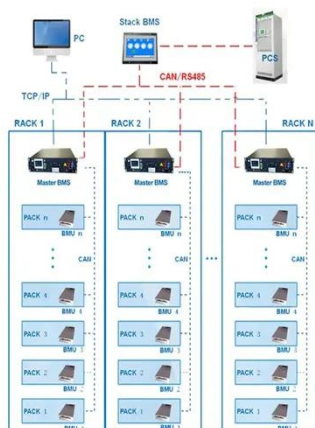 PC
Stack BMS
PCS
CAN/RS485
TCP/IP
RACK 1
RACK 2
RACK N
Master BMS
Master BMS
Master BMS
PACK n
BMU n
PACK n
BMU n
PACK n
BMU n
CAN
CAN
CAN
PACK 4
BMU 4
PACK 4
BMU 4
PACK 4
BMU 4
PACK 3
BMU 3
PACK 3
BMU 3
PACK 3
BMU 3
PACK 2
BMU 2
PACK 2
BMU 2
PACK 2
BMU 2
PACK 1
PACK 1
PACK 1